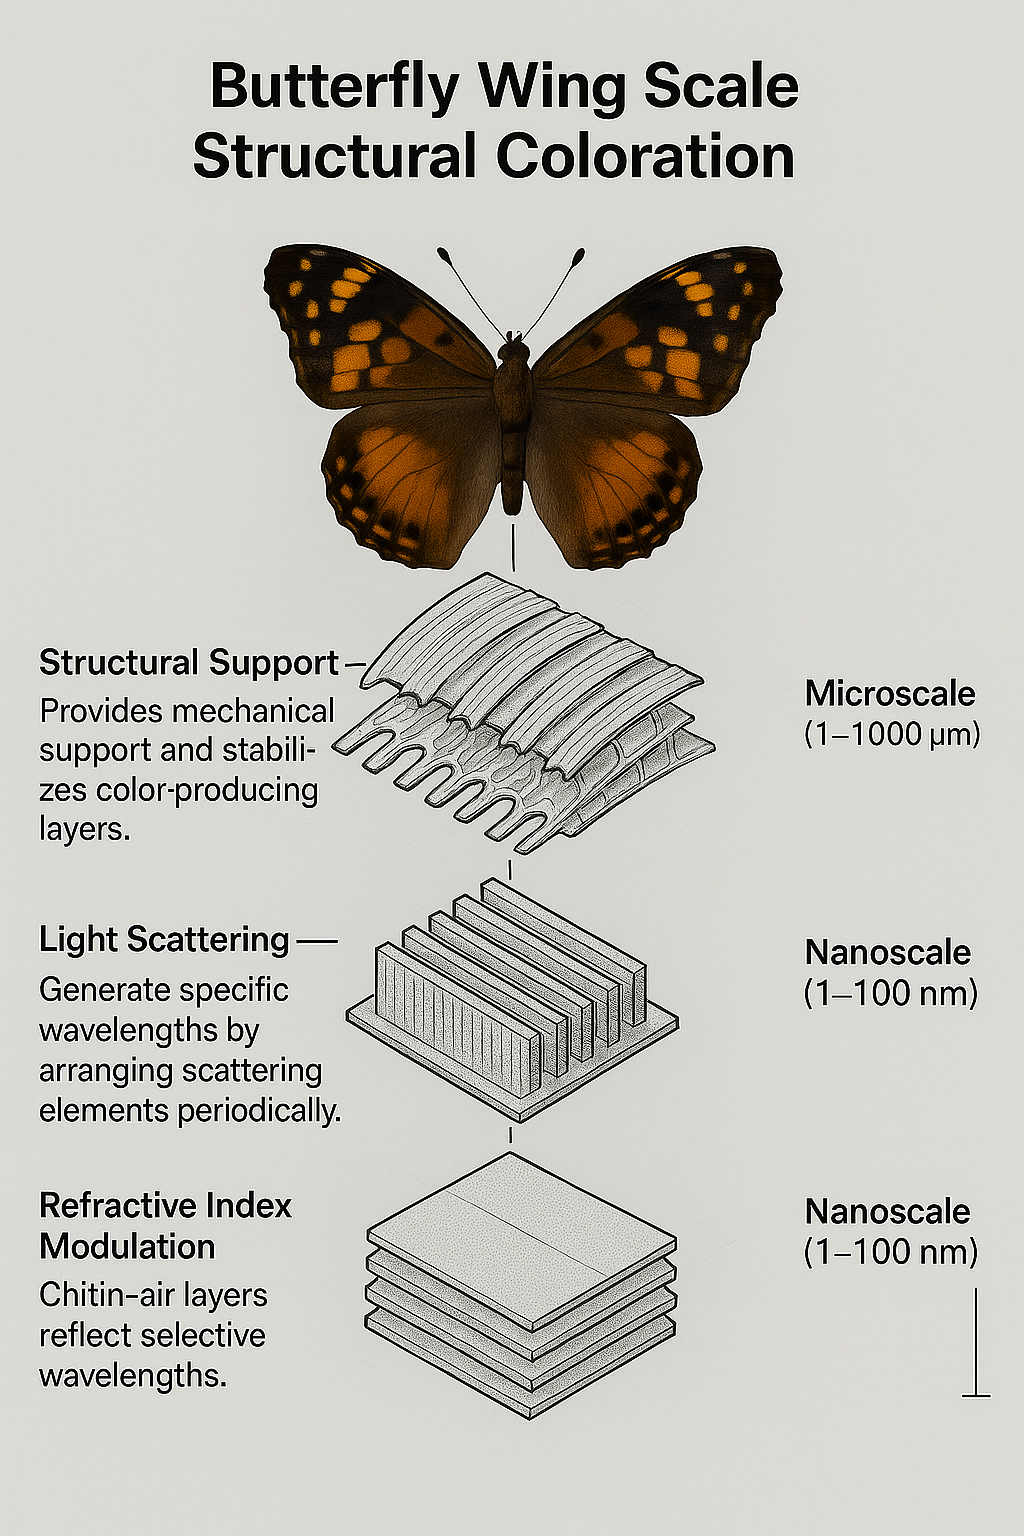 Butterfly Wing Scale
Structural Coloration
Structural Support
Provides mechanical
support and stabili-
zes color-producing
layers.
Microscale
(1–1000 µm)
Light Scattering
Generate specific
wavelengths by
arranging scattering
elements periodically.
Nanoscale
(1–100 nm)
Refractive Index
Modulation
Chitin–air layers
reflect selective
wavelengths.
Nanoscale
(1–100 nm)